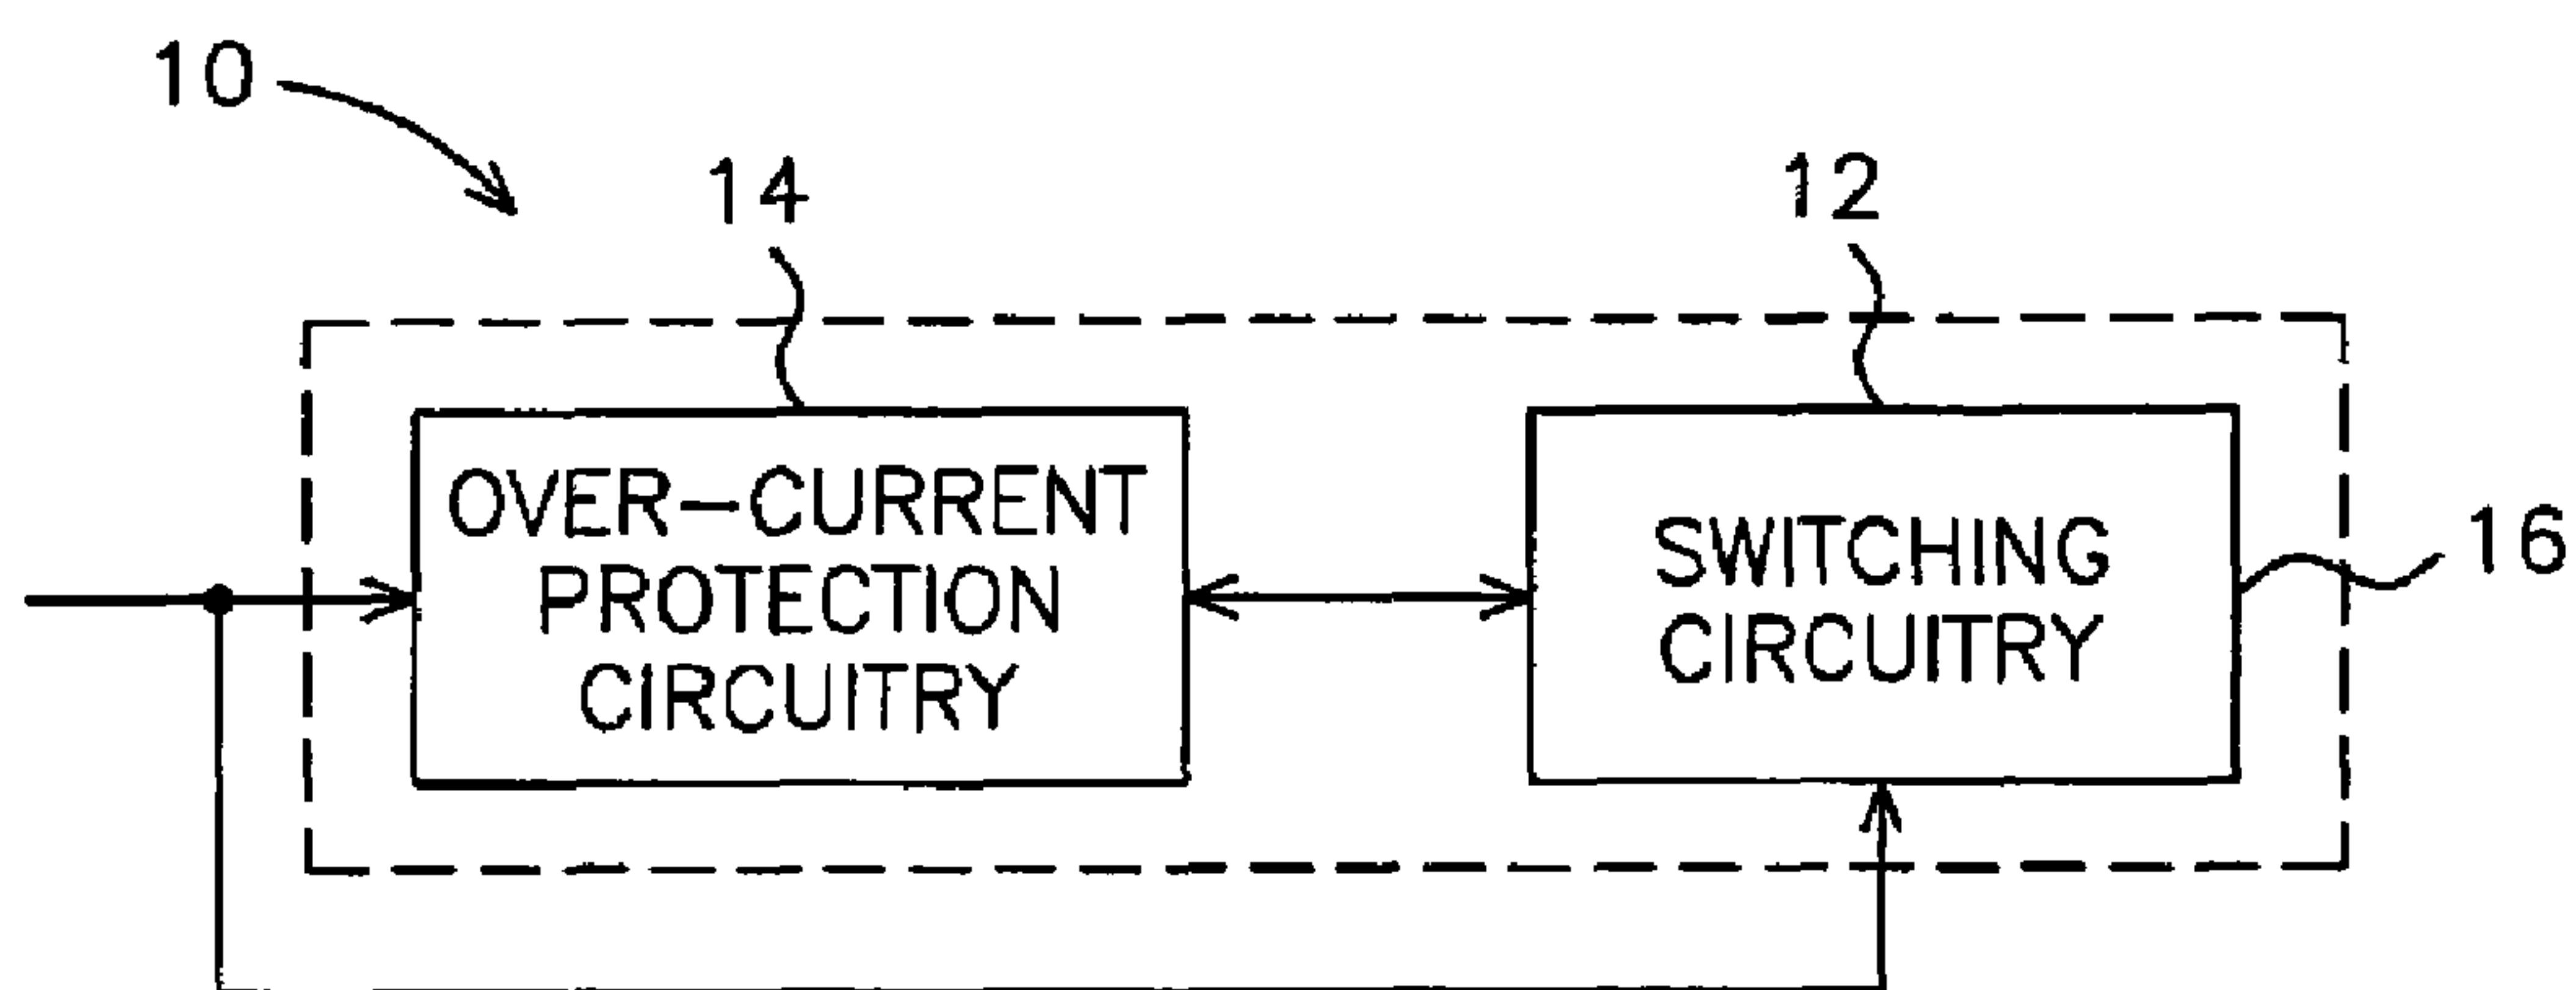 10
14
12
OVER-CURRENT
PROTECTION
CIRCUITRY
SWITCHING
CIRCUITRY
16